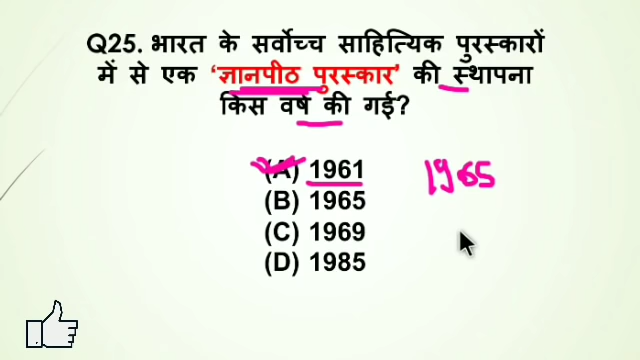 Q25. भारत के सर्वोच्च साहित्यिक पुरस्कारों
में से एक ‘ज्ञानपीठ पुरस्कार’ की स्थापना
किस वर्ष की गई?
(A) 1961
1965
(B) 1965
(C) 1969
(D) 1985